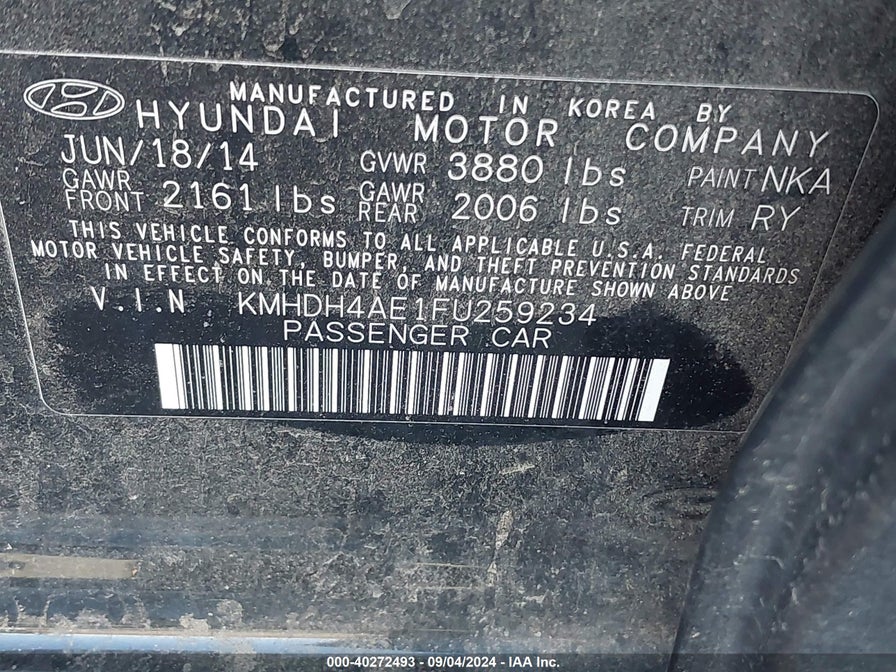 MANUFACTURED IN KOREA BY
HYUNDAI MOTOR COMPANY
JUN/18/14 GVWR 3880 lbs PAINT NKA
GAWR FRONT 2161 lbs GAWR REAR 2006 lbs TRIM RY
THIS VEHICLE CONFORMS TO ALL APPLICABLE U.S.A. FEDERAL
MOTOR VEHICLE SAFETY, BUMPER, AND THEFT PREVENTION STANDARDS
IN EFFECT ON THE DATE OF MANUFACTURE SHOWN ABOVE
V.I.N KMHDH4AE1FU259234
PASSENGER CAR
000-40272493 - 09/04/2024 - IAA Inc.